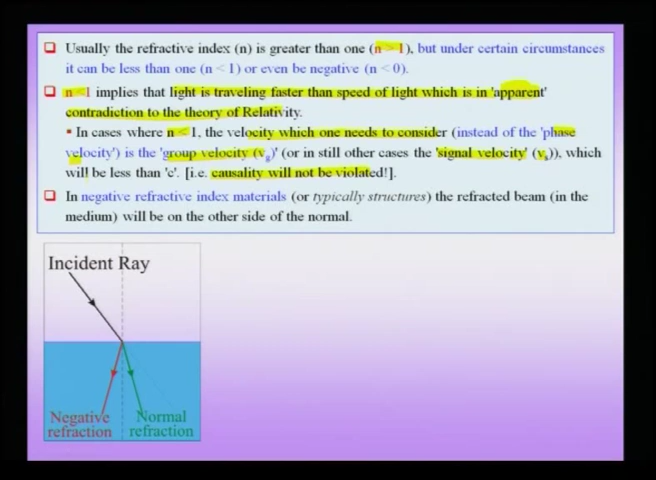 Usually the refractive index (n) is greater than one (n > 1), but under certain circumstances
it can be less than one (n < 1) or even be negative (n < 0).
n < 1 implies that light is traveling faster than speed of light which is in 'apparent'
contradiction to the theory of Relativity.
▪ In cases where n < 1, the velocity which one needs to consider (instead of the 'phase
velocity') is the 'group velocity (vg)' (or in still other cases the 'signal velocity' (vs)), which
will be less than 'c'. [i.e. causality will not be violated!].
In negative refractive index materials (or typically structures) the refracted beam (in the
medium) will be on the other side of the normal.
Incident Ray
Negative refraction
Normal refraction